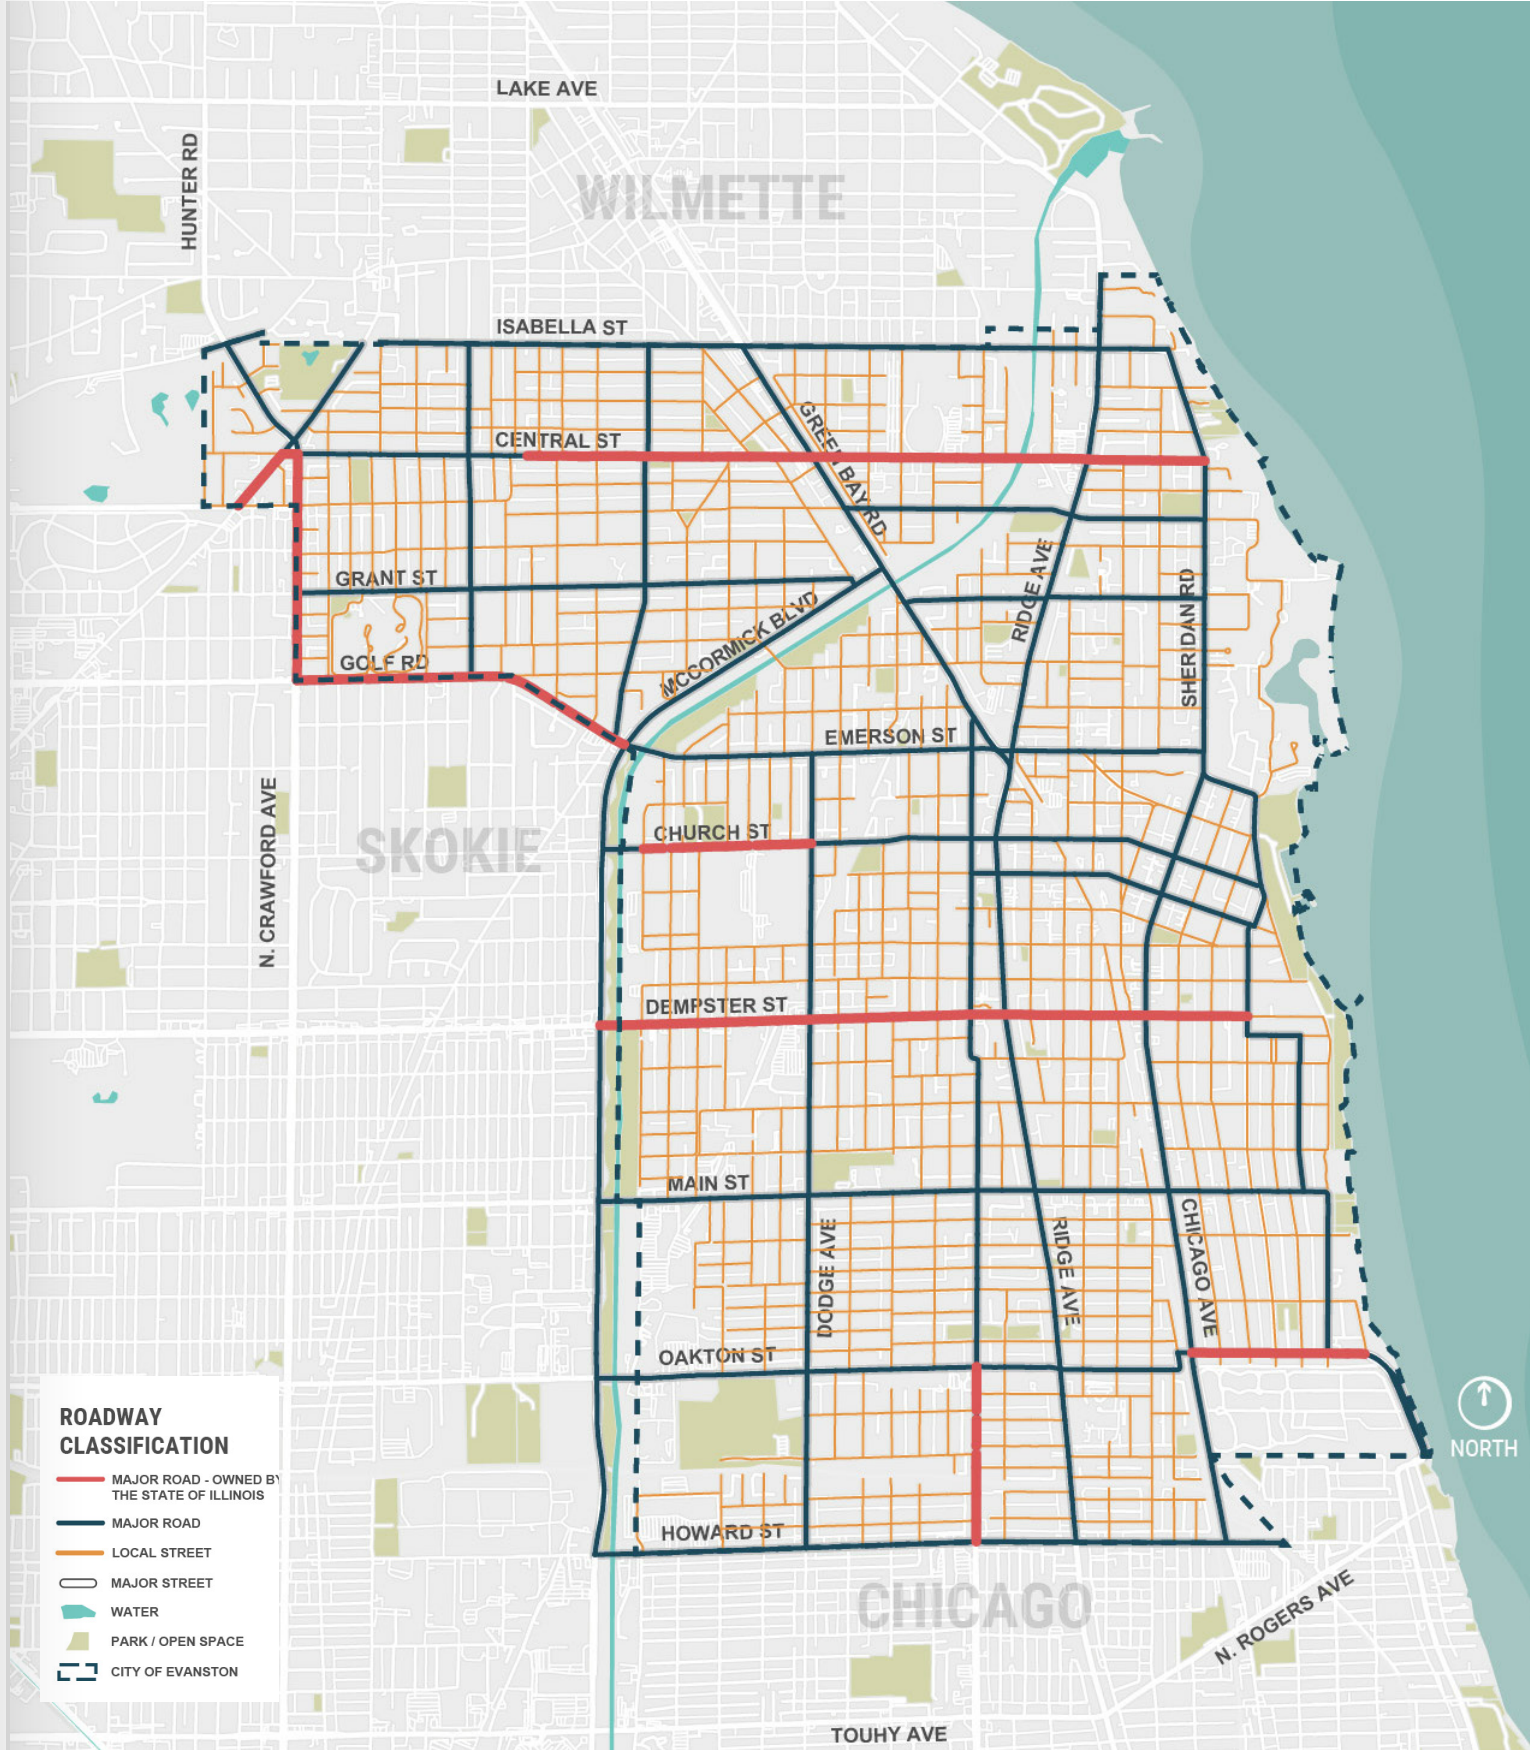 LAKE AVE
HUNTER RD
WILMETTE
ISABELLA ST
CENTRAL ST
GREEN BAY RD
GRANT ST
RIDGE AVE
SHERIDAN RD
MCCORMICK BLVD
GOLF RD
EMERSON ST
N. CRAWFORD AVE
SKOKIE
CHURCH ST
DEMPSTER ST
MAIN ST
DODGE AVE
RIDGE AVE
CHICAGO AVE
OAKTON ST
HOWARD ST
CHICAGO
N. ROGERS AVE
TOUHY AVE
NORTH
ROADWAY
CLASSIFICATION
MAJOR ROAD - OWNED BY
THE STATE OF ILLINOIS
MAJOR ROAD
LOCAL STREET
MAJOR STREET
WATER
PARK / OPEN SPACE
CITY OF EVANSTON